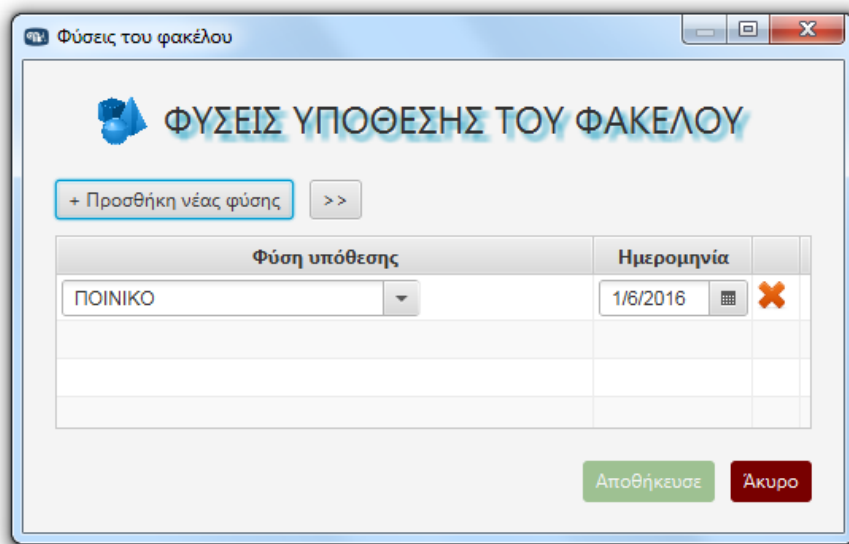 Φύσεις του φακέλου
ΦΥΣΕΙΣ ΥΠΟΘΕΣΗΣ ΤΟΥ ΦΑΚΕΛΟΥ
+ Προσθήκη νέας φύσης >>
Φύση υπόθεσης Ημερομηνία
ΠΟΙΝΙΚΟ 1/6/2016
Αποθήκευσε Άκυρο